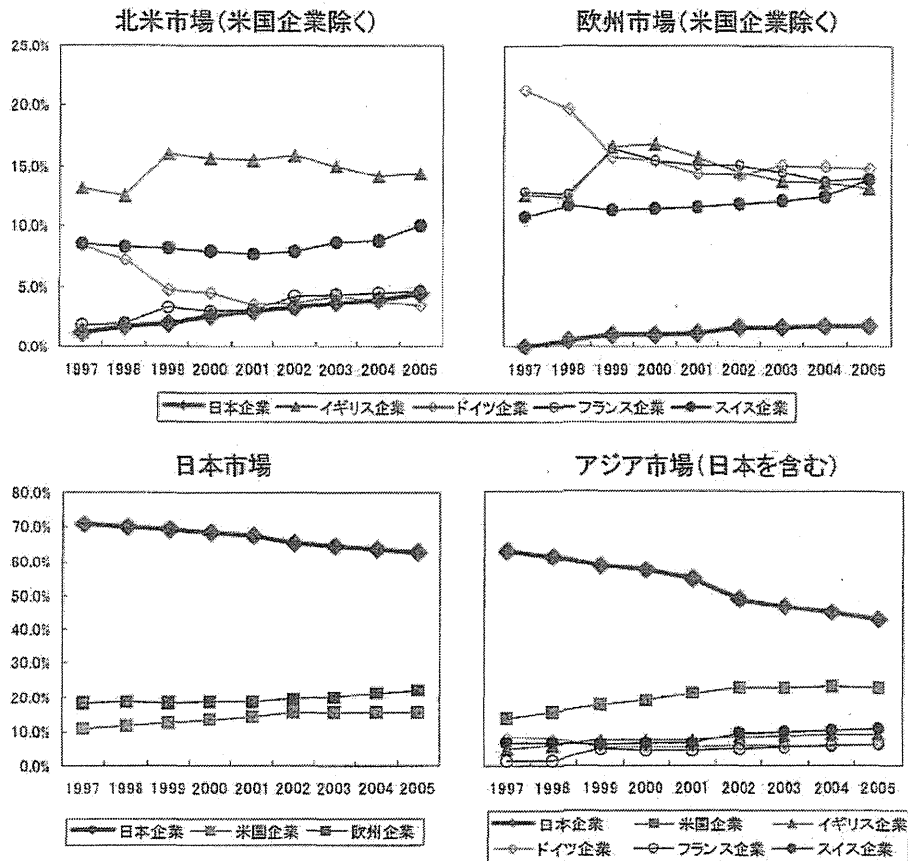 北米市場(米国企業除く)
25.0%
20.0%
15.0%
10.0%
5.0%
0.0%
1997 1998 1999 2000 2001 2002 2003 2004 2005
欧州市場(米国企業除く)
1997 1998 1999 2000 2001 2002 2003 2004 2005
日本企業 イギリス企業 ドイツ企業 フランス企業 スイス企業
日本市場
80.0%
70.0%
60.0%
50.0%
40.0%
30.0%
20.0%
10.0%
0.0%
1997 1998 1999 2000 2001 2002 2003 2004 2005
日本企業 米国企業 欧州企業
アジア市場(日本を含む)
1997 1998 1999 2000 2001 2002 2003 2004 2005
日本企業 米国企業 イギリス企業
ドイツ企業 フランス企業 スイス企業